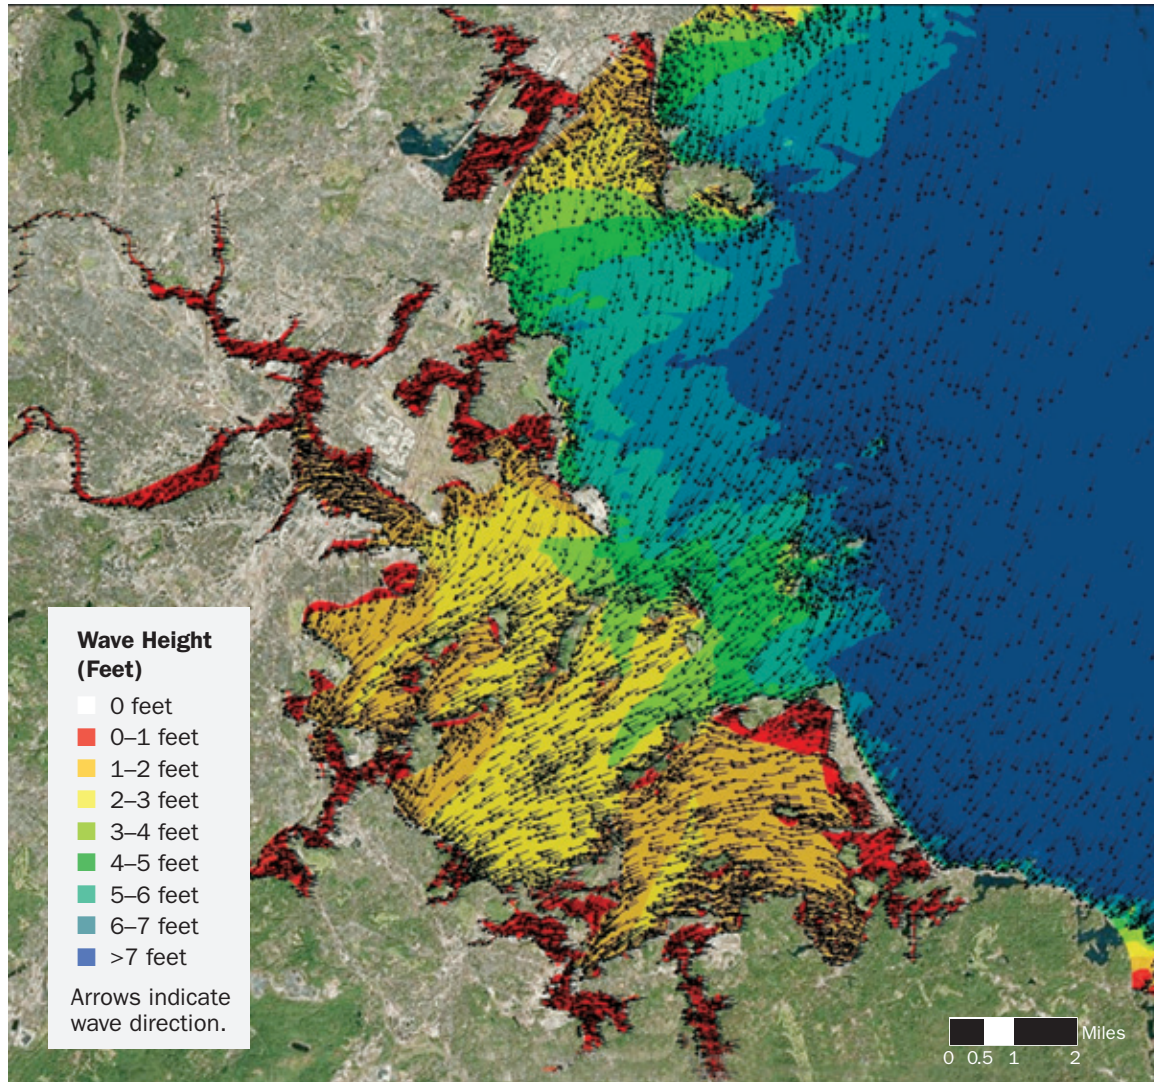 Wave Height
(Feet)
0 feet
0–1 feet
1–2 feet
2–3 feet
3–4 feet
4–5 feet
5–6 feet
6–7 feet
>7 feet
Arrows indicate
wave direction.
Miles
0 0.5 1 2